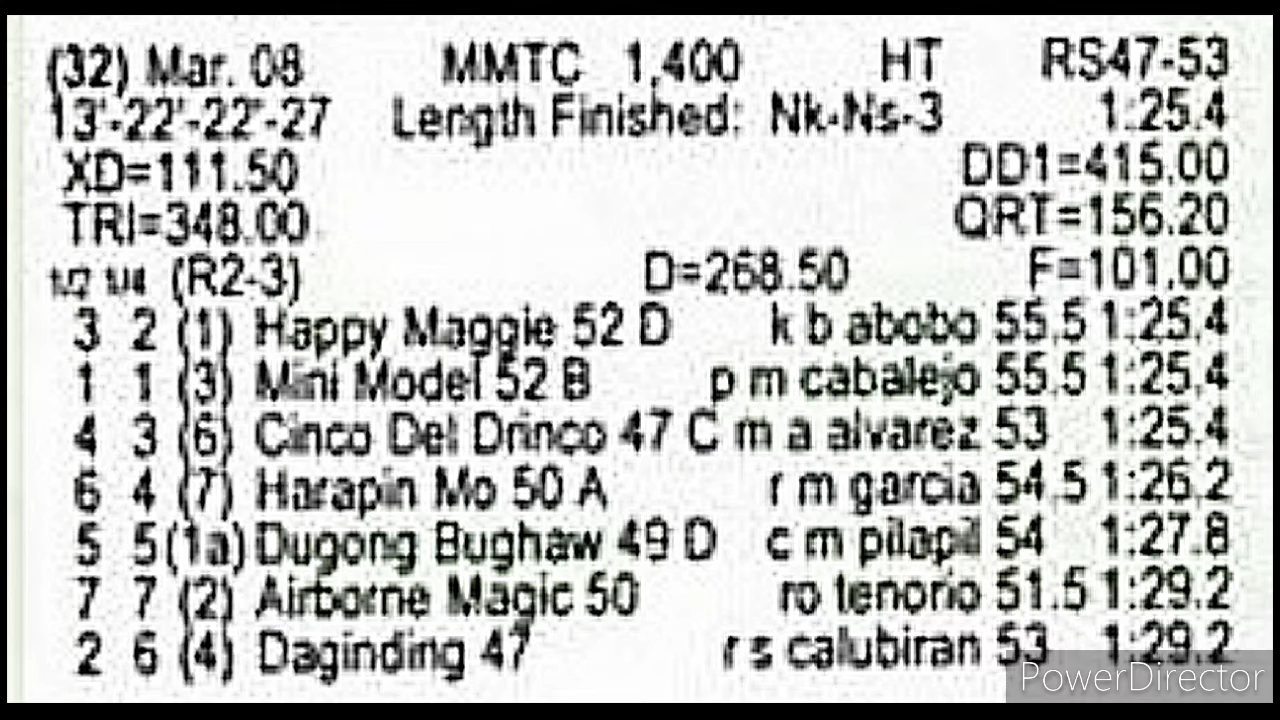 (32) Mar. 08 MMTC 1,400 HT RS47-53
13'-22'-22'-27 Length Finished: Nk-Ns-3 1:25.4
XD=111.50 DD1=415.00
TRI=348.00 QRT=156.20
1/2 1/4 (R2-3) D=268.50 F=101.00
3 2 (1) Happy Maggie 52 D k b abobo 55.5 1:25.4
1 1 (3) Mini Model 52 B p m cabalejo 55.5 1:25.4
4 3 (6) Cinco Del Drinco 47 C m a alvarez 53 1:25.4
6 4 (7) Harapin Mo 50 A r m garcia 54.5 1:26.2
5 5 (1a) Dugong Bughaw 49 D c m pilapil 54 1:27.8
7 7 (2) Airborne Magic 50 ro tenorio 51.5 1:29.2
2 6 (4) Daginding 47 r s calubiran 53 1:29.2
PowerDirector